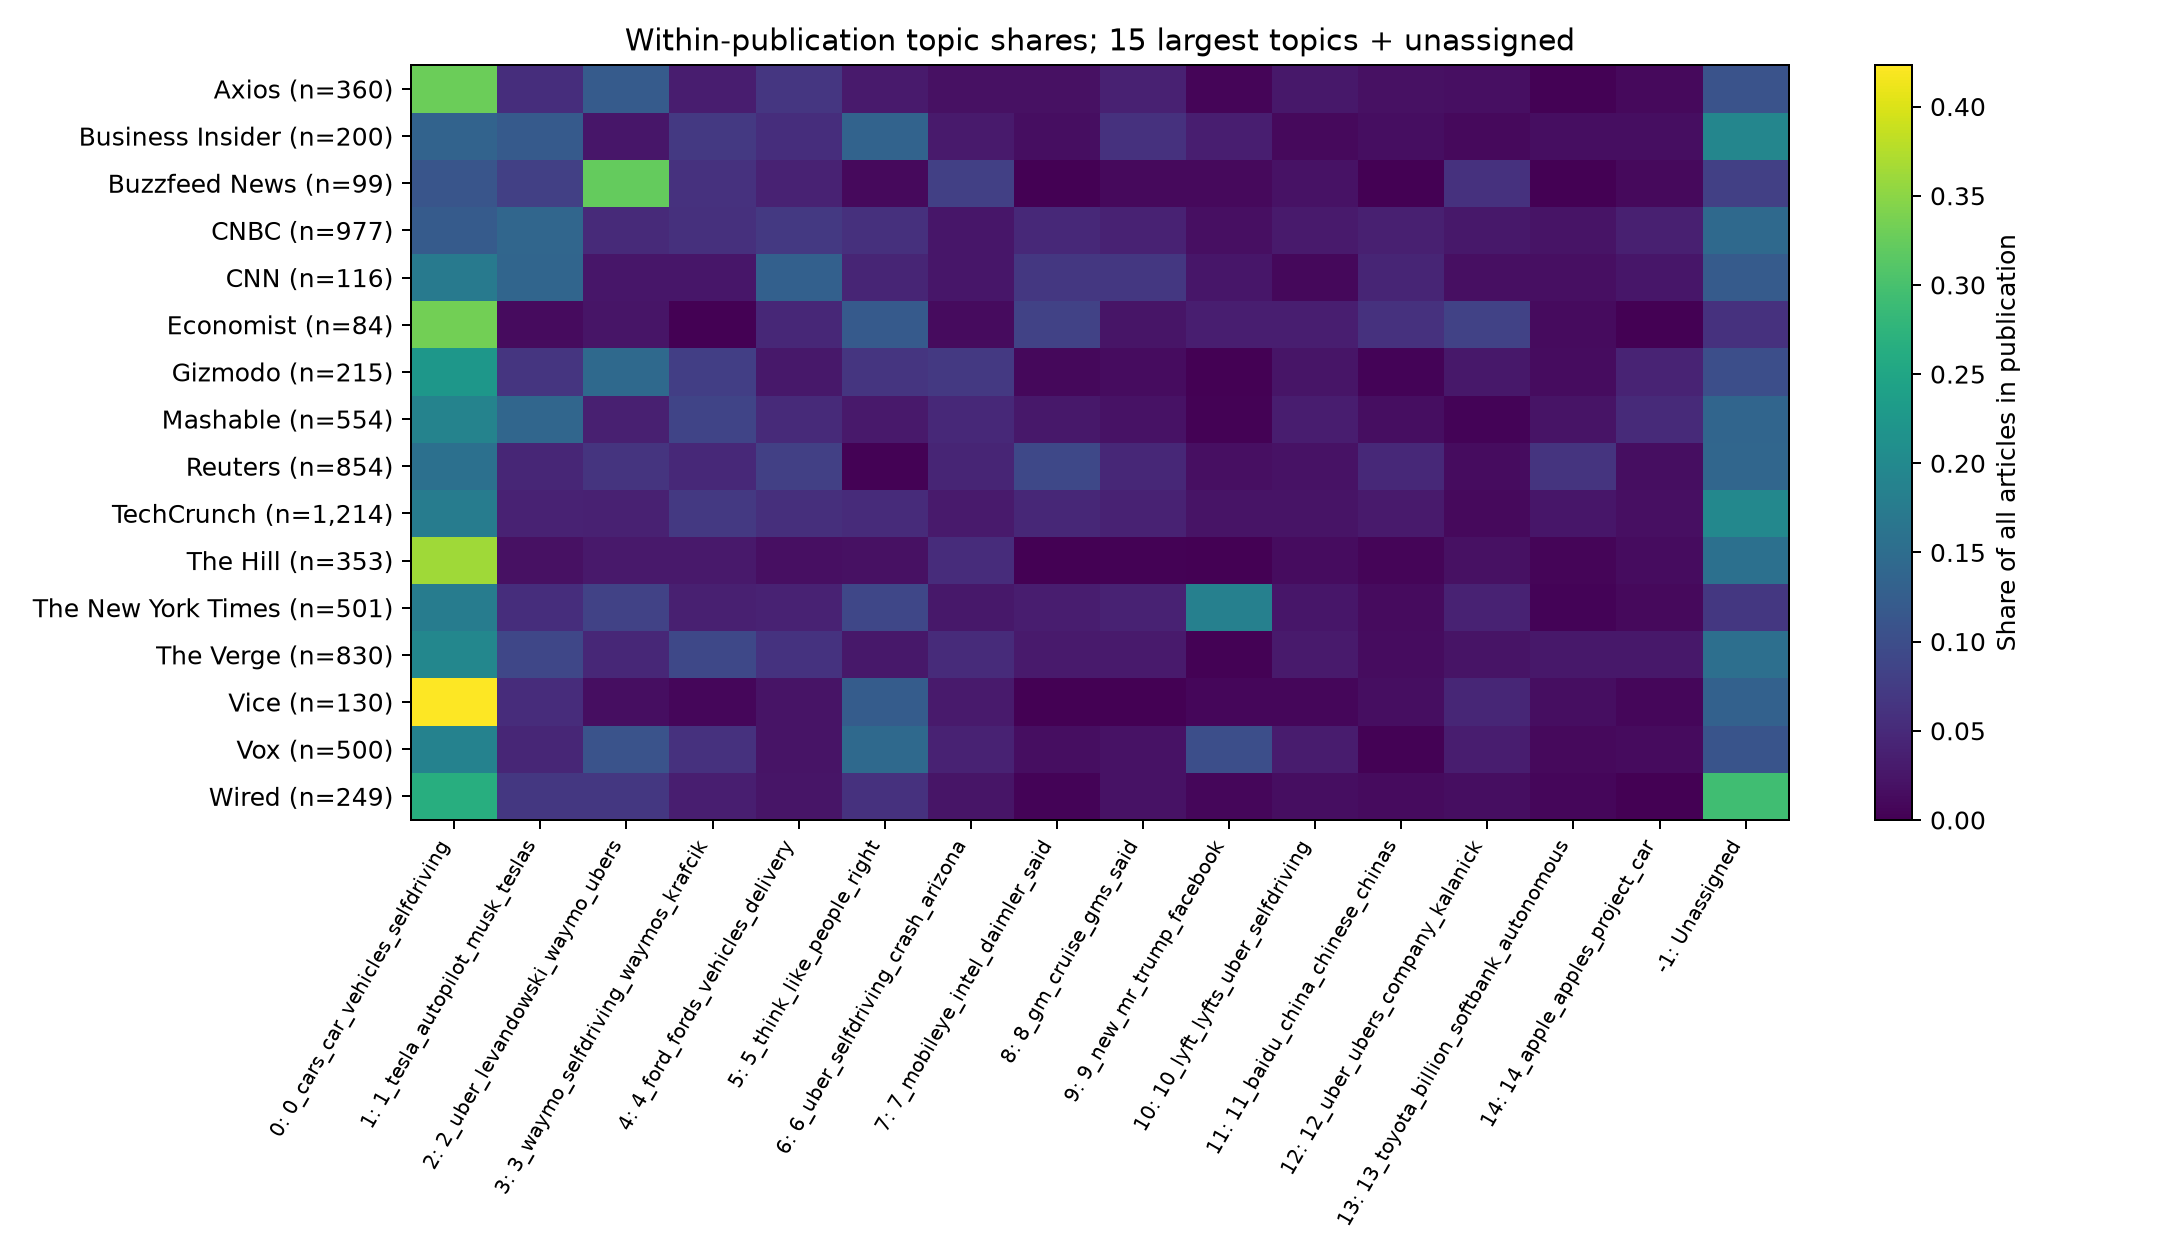 Within-publication topic shares; 15 largest topics + unassigned
Axios (n=360)
Business Insider (n=200)
Buzzfeed News (n=99)
CNBC (n=977)
CNN (n=116)
Economist (n=84)
Gizmodo (n=215)
Mashable (n=554)
Reuters (n=854)
TechCrunch (n=1,214)
The Hill (n=353)
The New York Times (n=501)
The Verge (n=830)
Vice (n=130)
Vox (n=500)
Wired (n=249)
0: 0_cars_car_vehicles_selfdriving
1: 1_tesla_autopilot_musk_teslas
2: 2_uber_levandowski_waymo_ubers
3: 3_waymo_selfdriving_waymos_krafcik
4: 4_ford_fords_vehicles_delivery
5: 5_think_like_people_right
6: 6_uber_selfdriving_crash_arizona
7: 7_mobileye_intel_daimler_said
8: 8_gm_cruise_gms_said
9: 9_new_mr_trump_facebook
10: 10_lyft_lyfts_uber_selfdriving
11: 11_baidu_china_chinese_chinas
12: 12_uber_ubers_company_kalanick
13: 13_toyota_billion_softbank_autonomous
14: 14_apple_apples_project_car
-1: Unassigned
0.40
0.35
0.30
0.25
0.20
0.15
0.10
0.05
0.00
Share of all articles in publication